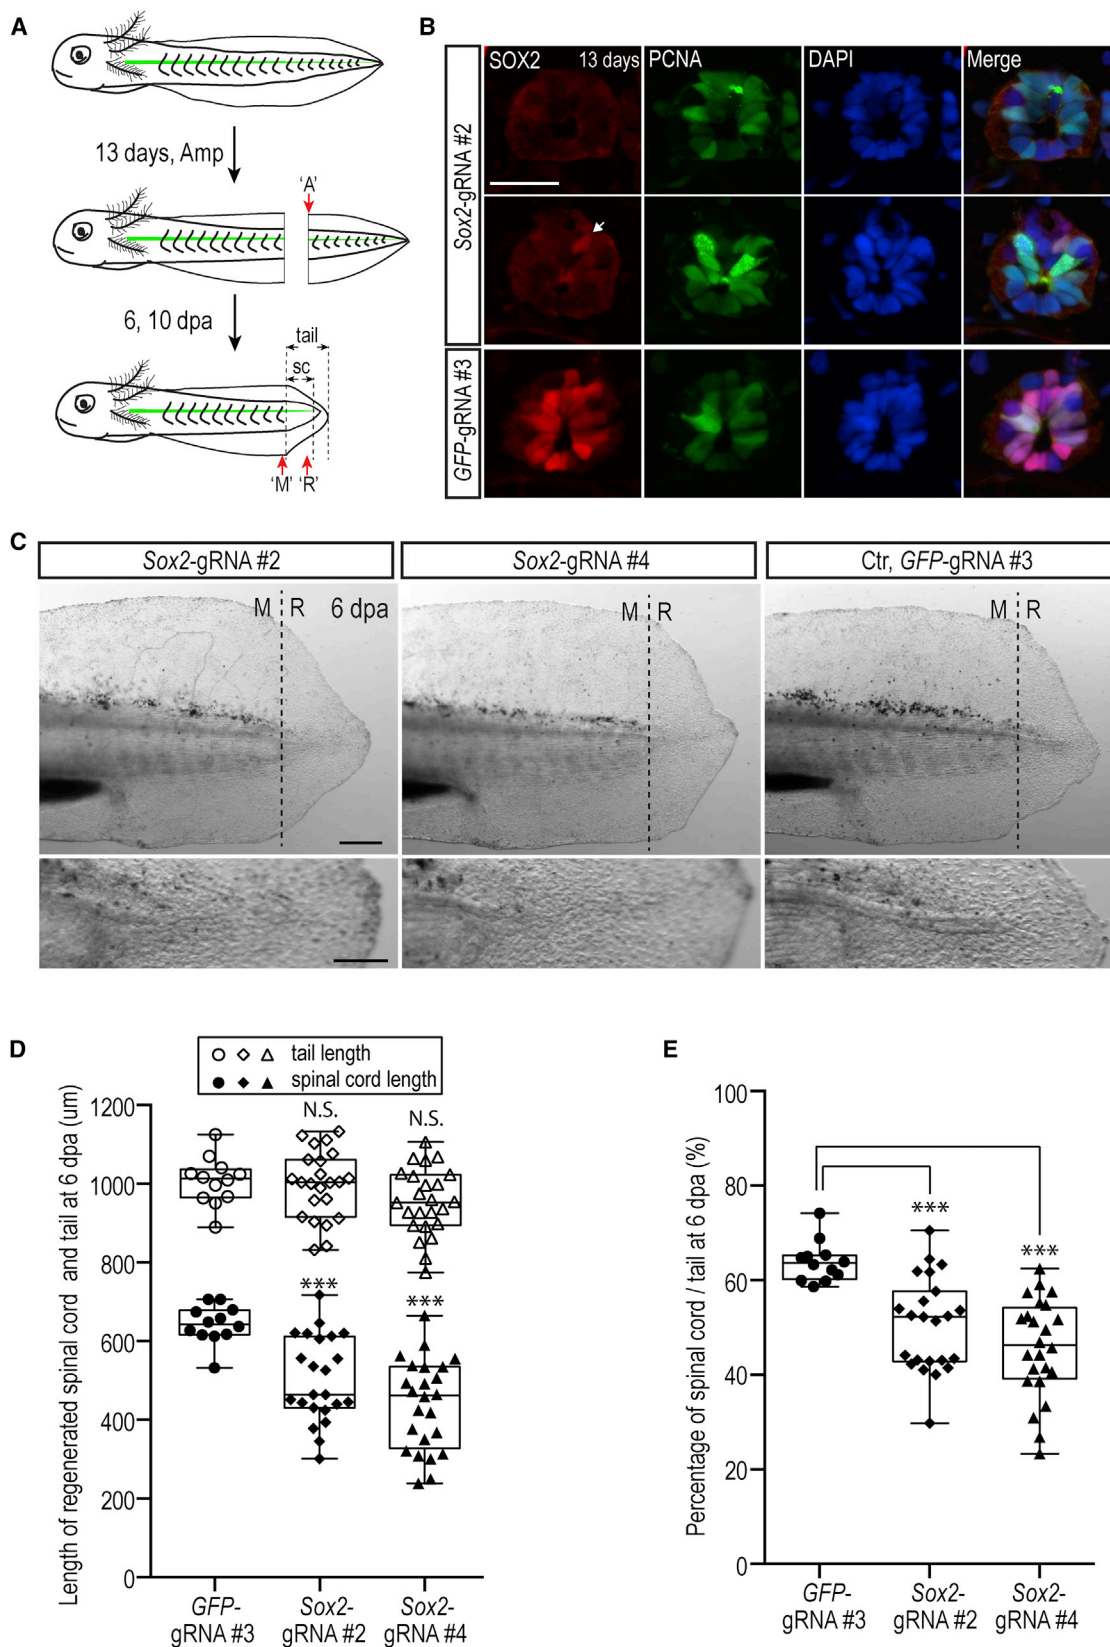 A
13 days, Amp
'A'
6, 10 dpa
tail
sc
'M' 'R'
B
SOX2 13 days PCNA DAPI Merge
Sox2-gRNA #2
GFP-gRNA #3
C
Sox2-gRNA #2 Sox2-gRNA #4 Ctr, GFP-gRNA #3
M R 6 dpa M R M R
D
tail length
spinal cord length
Length of regenerated spinal cord and tail at 6 dpa (um)
1200
1000
800
600
400
200
0
N.S. N.S.
*** ***
GFP- Sox2- Sox2-
gRNA #3 gRNA #2 gRNA #4
E
Percentage of spinal cord / tail at 6 dpa (%)
100
80
60
40
20
0
***
***
GFP- Sox2- Sox2-
gRNA #3 gRNA #2 gRNA #4